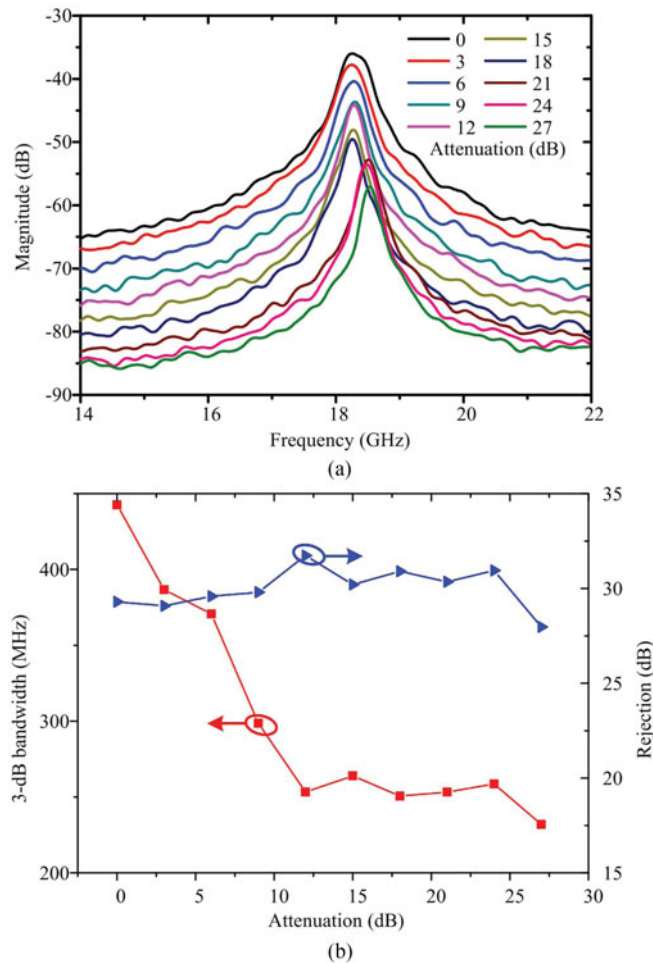 -30
-40
-50
-60
-70
-80
-90
Magnitude (dB)
0 15
3 18
6 21
9 24
12 27
Attenuation (dB)
14 16 18 20 22
Frequency (GHz)
(a)
400
300
200
3-dB bandwidth (MHz)
35
30
25
20
15
Rejection (dB)
0 5 10 15 20 25 30
Attenuation (dB)
(b)